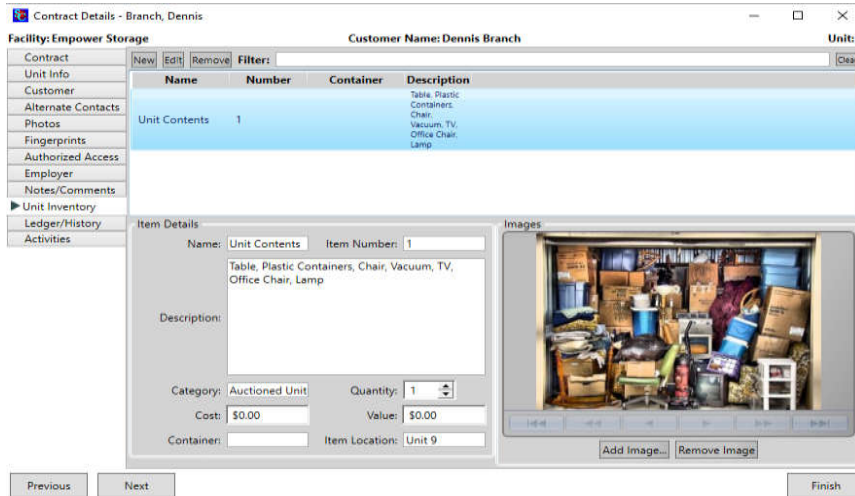 Contract Details - Branch, Dennis
Facility: Empower Storage Customer Name: Dennis Branch Unit:
Contract
Unit Info
Customer
Alternate Contacts
Photos
Fingerprints
Authorized Access
Employer
Notes/Comments
Unit Inventory
Ledger/History
Activities
New Edit Remove Filter: Clea
Name Number Container Description
Unit Contents 1
Table, Plastic
Containers,
Chair,
Vacuum, TV,
Office Chair,
Lamp
Item Details
Name: Unit Contents Item Number: 1
Description:
Table, Plastic Containers, Chair, Vacuum, TV,
Office Chair, Lamp
Category: Auctioned Unit Quantity: 1
Cost: $0.00 Value: $0.00
Container: Item Location: Unit 9
Images
Add Image... Remove Image
Previous Next Finish